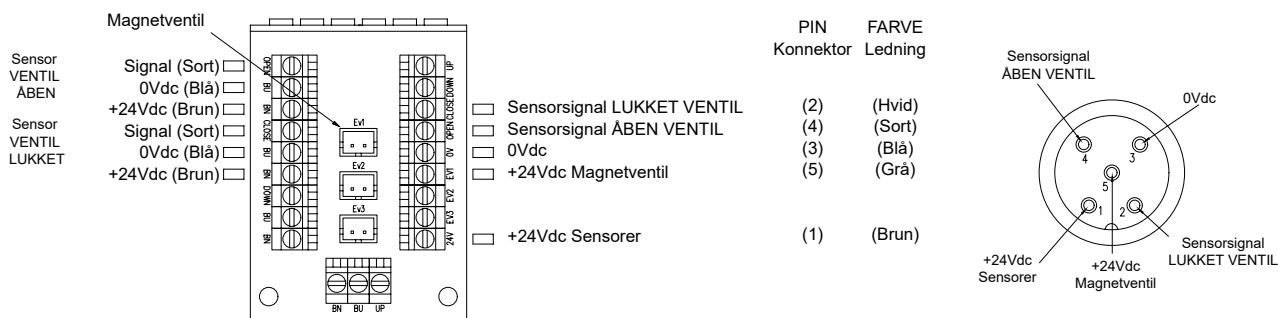 Magnetventil
Sensor
VENTIL
ÅBEN
Signal (Sort)
0Vdc (Blå)
+24Vdc (Brun)
Sensor
VENTIL
LUKKET
Signal (Sort)
0Vdc (Blå)
+24Vdc (Brun)
OPEN
BU
BN
CLOSE
BU
BN
DOWN
BU
BN
Ev1
Ev2
Ev3
UP
DOWN
CLOSE
OPEN
0V
EV1
EV2
EV3
24V
BN BU UP
PIN FARVE
Konnektor Ledning
Sensorsignal LUKKET VENTIL (2) (Hvid)
Sensorsignal ÅBEN VENTIL (4) (Sort)
0Vdc (3) (Blå)
+24Vdc Magnetventil (5) (Grå)
+24Vdc Sensorer (1) (Brun)
Sensorsignal
ÅBEN VENTIL
0Vdc
4
3
5
1
2
+24Vdc
Sensorer
+24Vdc
Magnetventil
Sensorsignal
LUKKET VENTIL